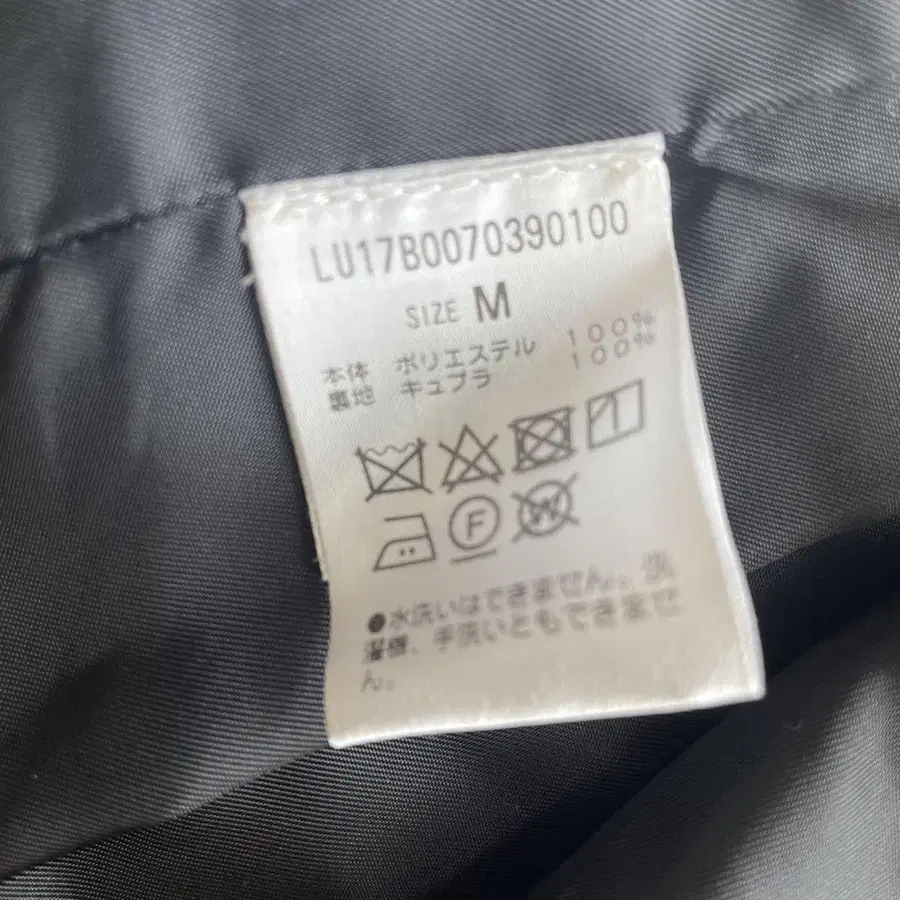 LU17B0070390100
SIZE M
本体 ポリエステル 100%
裏地 キュプラ 100%
F
W
●水洗いはできません。洗
濯機、手洗いともできませ
ん。